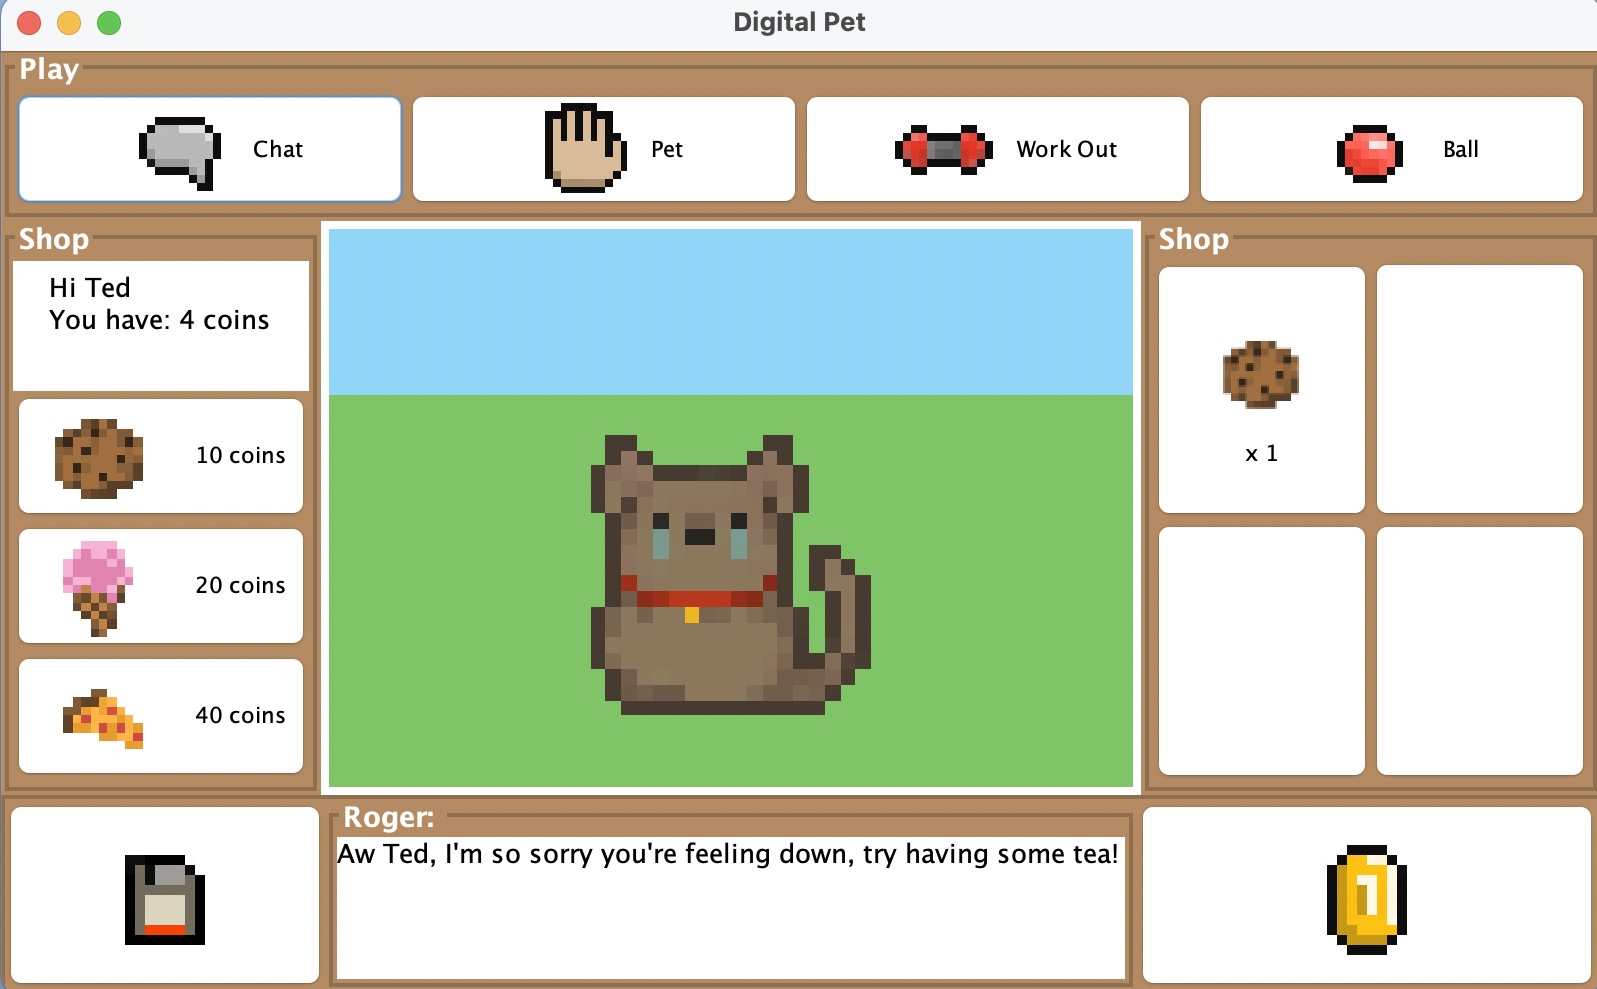 Digital Pet
Play
Chat
Pet
Work Out
Ball
Shop
Hi Ted
You have: 4 coins
10 coins
20 coins
40 coins
Shop
x 1
Roger:
Aw Ted, I'm so sorry you're feeling down, try having some tea!
1